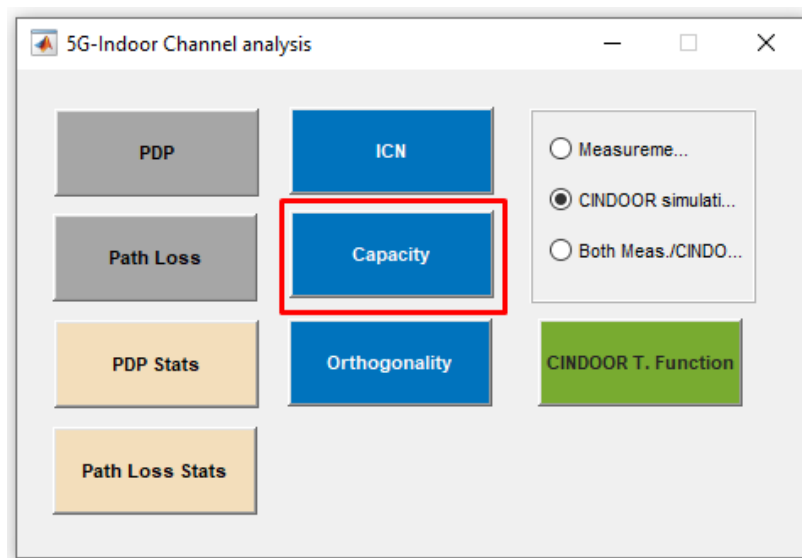 5G-Indoor Channel analysis
PDP
ICN
Measureme...
CINDOOR simulati...
Both Meas./CINDO...
Path Loss
Capacity
PDP Stats
Orthogonality
CINDOOR T. Function
Path Loss Stats